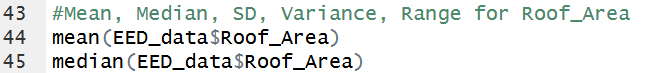 43 #Mean, Median, SD, Variance, Range for Roof_Area
44 mean(EED_data$Roof_Area)
45 median(EED_data$Roof_Area)